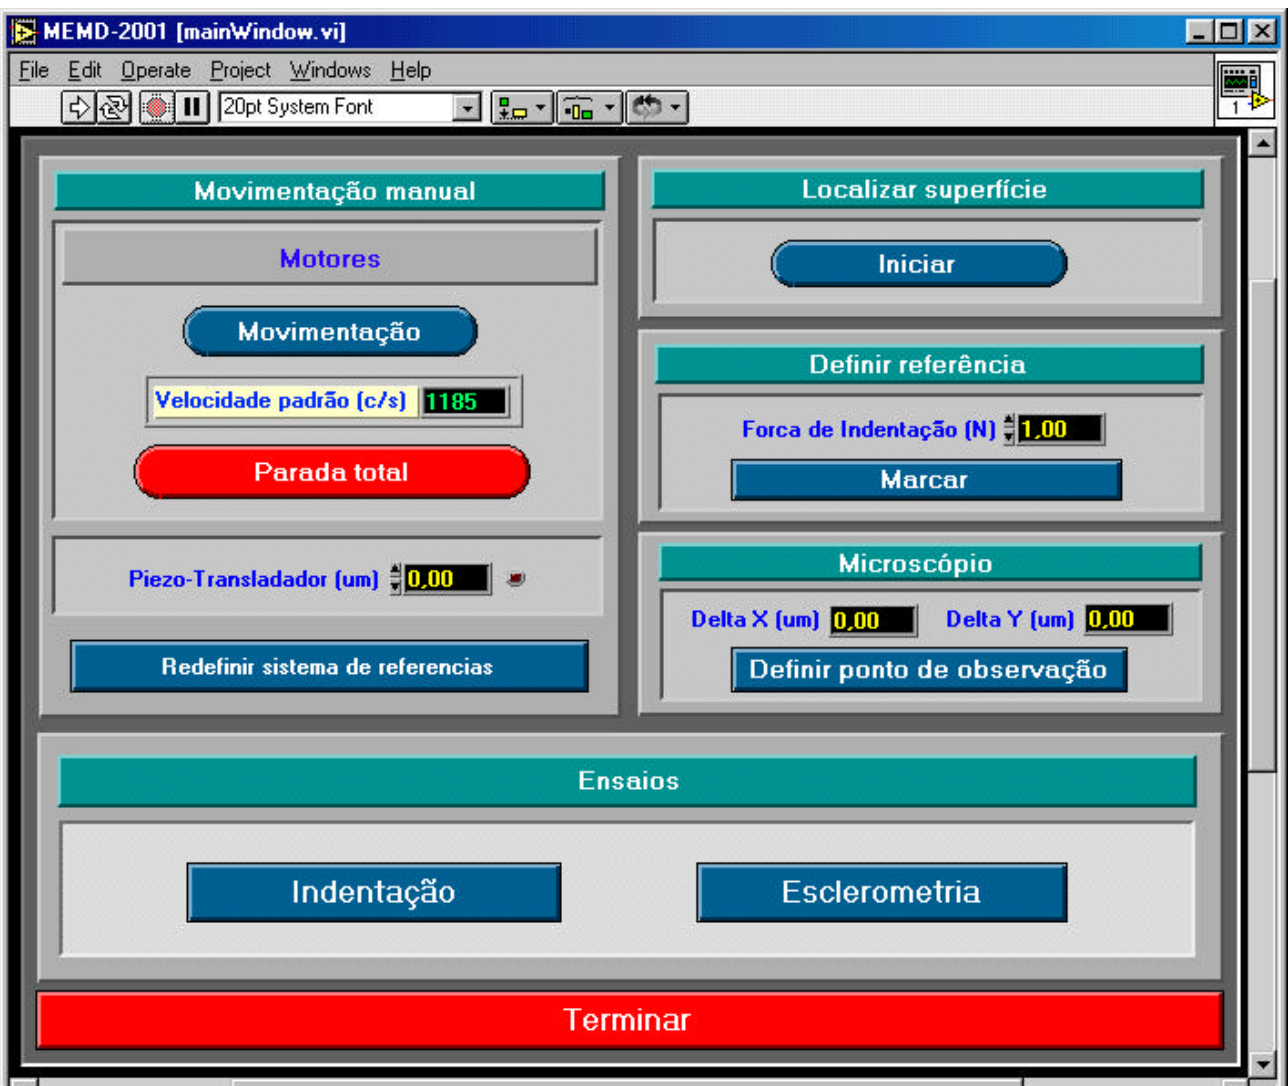 MEMD-2001 [mainWindow.vi]
File Edit Operate Project Windows Help
20pt System Font
1
Movimentação manual
Motores
Movimentação
Velocidade padrão (c/s) 1185
Parada total
Piezo-Transladador (um) 0,00
Redefinir sistema de referencias
Localizar superfície
Iniciar
Definir referência
Forca de Indentação (N) 1,00
Marcar
Microscópio
Delta X (um) 0,00 Delta Y (um) 0,00
Definir ponto de observação
Ensaios
Indentação Esclerometria
Terminar